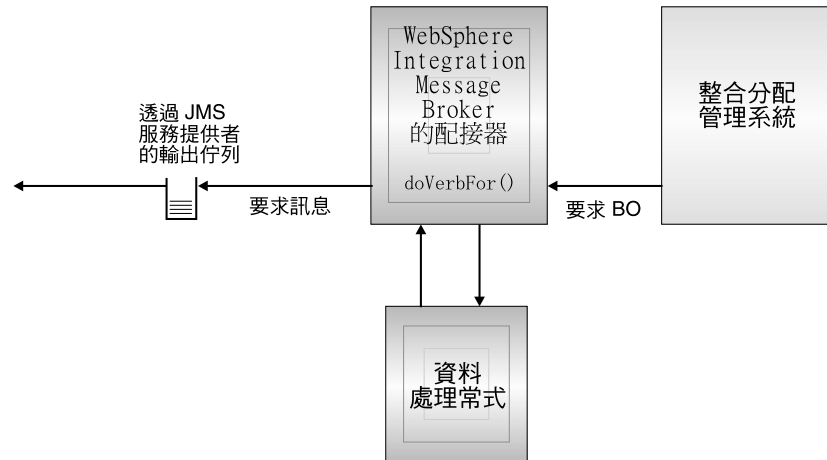 WebSphere
Integration
Message
Broker
的配接器
doVerbFor()
整合分配
管理系統
透過 JMS
服務提供者
的輸出佇列
要求訊息
要求 BO
資料
處理常式